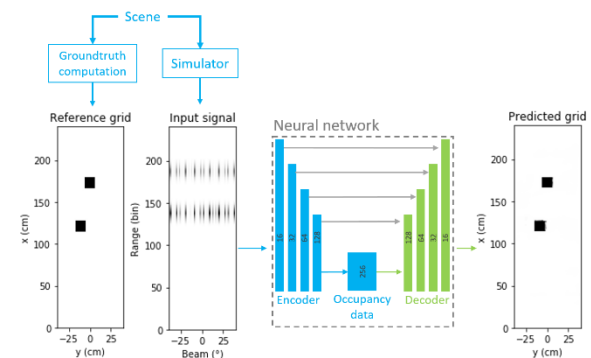 Scene
Groundtruth
computation
Simulator
Reference grid
Input signal
Neural network
Predicted grid
x (cm)
200
150
100
50
0
−25 0 25
y (cm)
Range (bin)
200
150
100
50
0
−25 0 25
Beam (°)
16
32
64
128
256
128
64
32
16
Encoder
Occupancy
data
Decoder
x (cm)
200
150
100
50
0
−25 0 25
y (cm)